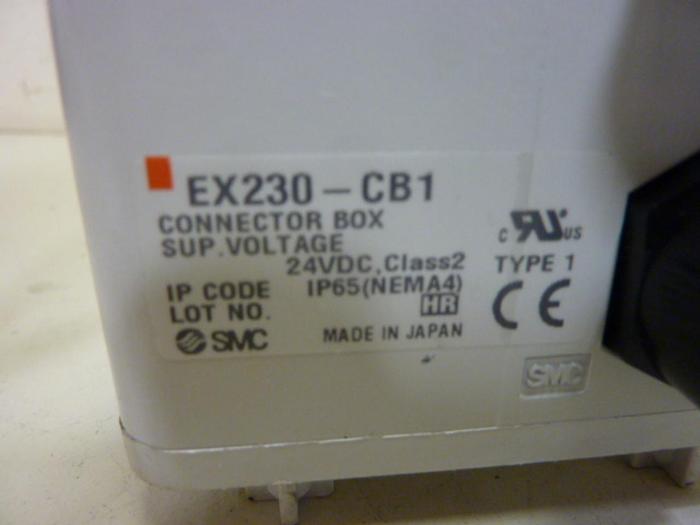 EX230-CB1
CONNECTOR BOX
SUP.VOLTAGE
24VDC,Class2
IP CODE IP65(NEMA4)
LOT NO. HR
SMC MADE IN JAPAN
c RU US
TYPE 1
CE
SMC